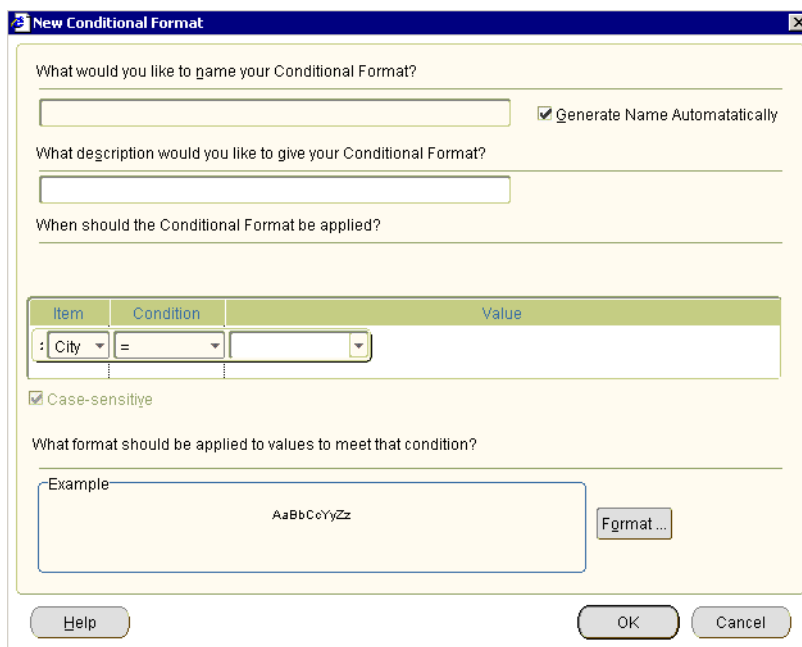 New Conditional Format
What would you like to name your Conditional Format?
Generate Name Automatatically
What description would you like to give your Conditional Format?
When should the Conditional Format be applied?
Item Condition Value
: City =
Case-sensitive
What format should be applied to values to meet that condition?
Example
AaBbCcYyZz
Format ...
Help OK Cancel